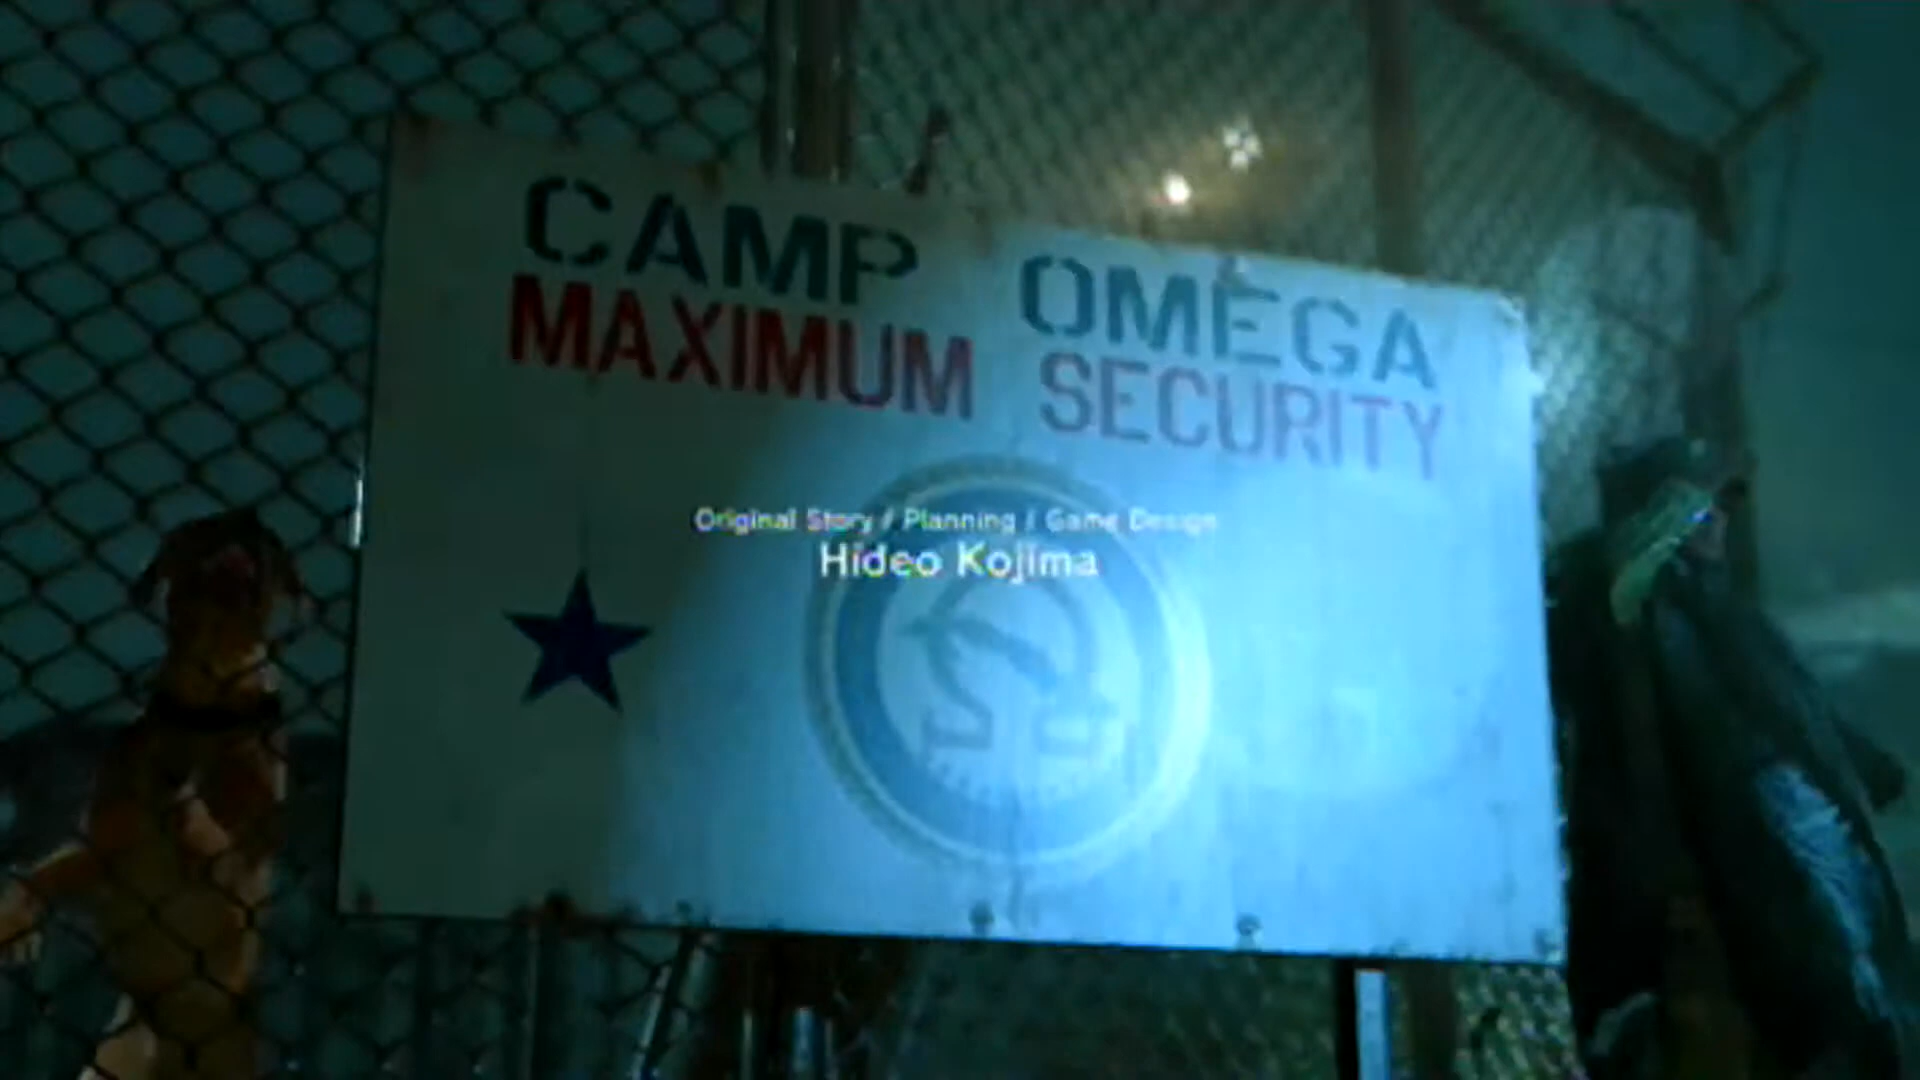 CAMP OMEGA
MAXIMUM SECURITY
Original Story / Planning / Game Design
Hideo Kojima